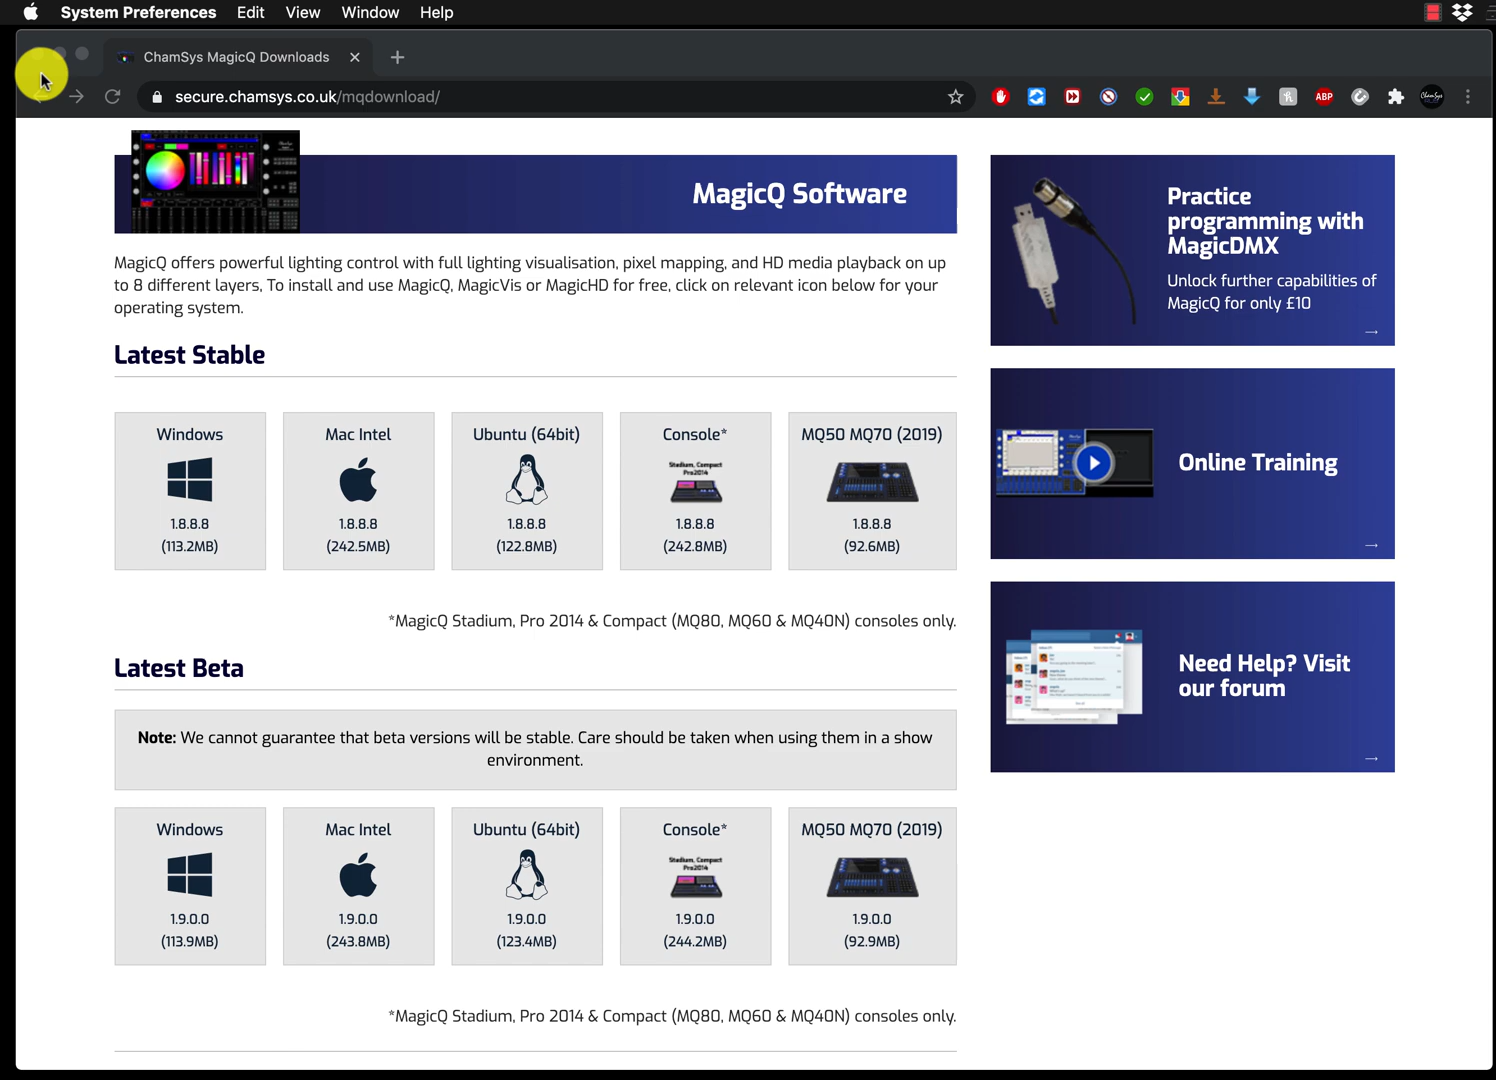 System Preferences Edit View Window Help
ChamSys MagicQ Downloads
secure.chamsys.co.uk/mqdownload/
ABP
MagicQ Software
MagicQ offers powerful lighting control with full lighting visualisation, pixel mapping, and HD media playback on up
to 8 different layers, To install and use MagicQ, MagicVis or MagicHD for free, click on relevant icon below for your
operating system.
Latest Stable
Windows
1.8.8.8
(113.2MB)
Mac Intel
1.8.8.8
(242.5MB)
Ubuntu (64bit)
1.8.8.8
(122.8MB)
Console*
Stadium, Compact
Pro2014
1.8.8.8
(242.8MB)
MQ50 MQ70 (2019)
1.8.8.8
(92.6MB)
*MagicQ Stadium, Pro 2014 & Compact (MQ80, MQ60 & MQ40N) consoles only.
Latest Beta
Note: We cannot guarantee that beta versions will be stable. Care should be taken when using them in a show
environment.
Windows
1.9.0.0
(113.9MB)
Mac Intel
1.9.0.0
(243.8MB)
Ubuntu (64bit)
1.9.0.0
(123.4MB)
Console*
Stadium, Compact
Pro2014
1.9.0.0
(244.2MB)
MQ50 MQ70 (2019)
1.9.0.0
(92.9MB)
*MagicQ Stadium, Pro 2014 & Compact (MQ80, MQ60 & MQ40N) consoles only.
Practice
programming with
MagicDMX
Unlock further capabilities of
MagicQ for only £10
→
Online Training
→
Need Help? Visit
our forum
→